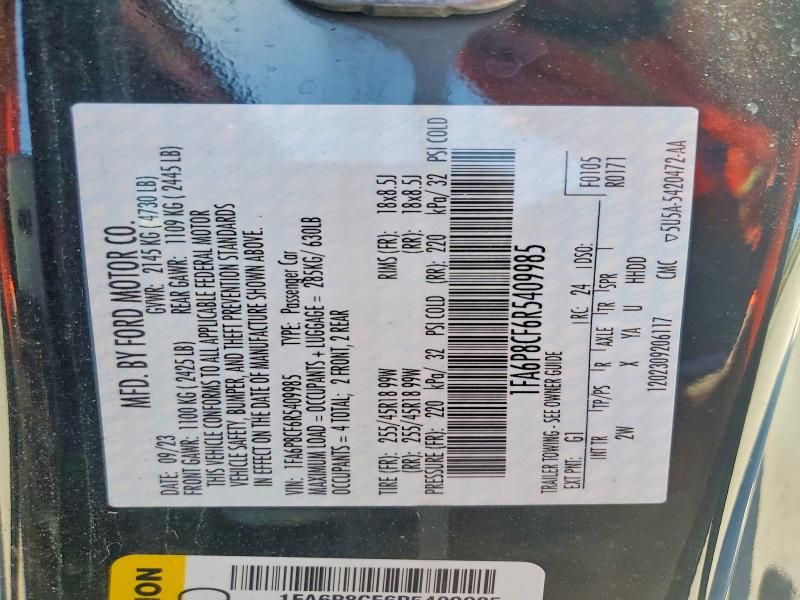 MFD. BY FORD MOTOR CO.
DATE: 09/23 GVWR: 2145 KG ( 4730 LB)
FRONT GAWR: 1100 KG ( 2425 LB) REAR GAWR: 1109 KG ( 2445 LB)
THIS VEHICLE CONFORMS TO ALL APPLICABLE FEDERAL MOTOR
VEHICLE SAFETY, BUMPER, AND THEFT PREVENTION STANDARDS
IN EFFECT ON THE DATE OF MANUFACTURE SHOWN ABOVE.
VIN: 1FA6P8CF6R5409985 TYPE: Passenger Car
MAXIMUM LOAD = OCCUPANTS + LUGGAGE = 285KG/ 630LB
OCCUPANTS = 4 TOTAL; 2 FRONT, 2 REAR
TIRE (FR): 255/45R18 99W RIMS (FR): 18x8.5J
(RR): 255/45R18 99W (RR): 18x8.5J
PRESSURE (FR): 220 kPa/ 32 PSI COLD (RR): 220 kPa/ 32 PSI COLD
1FA6P8CF6R5409985
TRAILER TOWING - SEE OWNER GUIDE
EXT PNT: G1 RC: 24 DSO: F0105
R0171
INT TR TP/PS R AXLE TR SPR
2W X YA U HHDD
12023092061​17 CMC 5U5A-5420472-AA
1FA6P8CF6R5409985